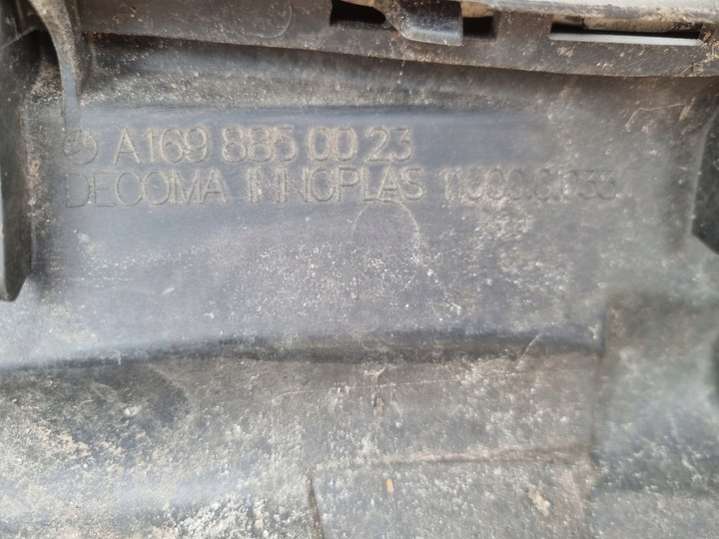 A169 885 00 23
DECOMA INNOPLAS